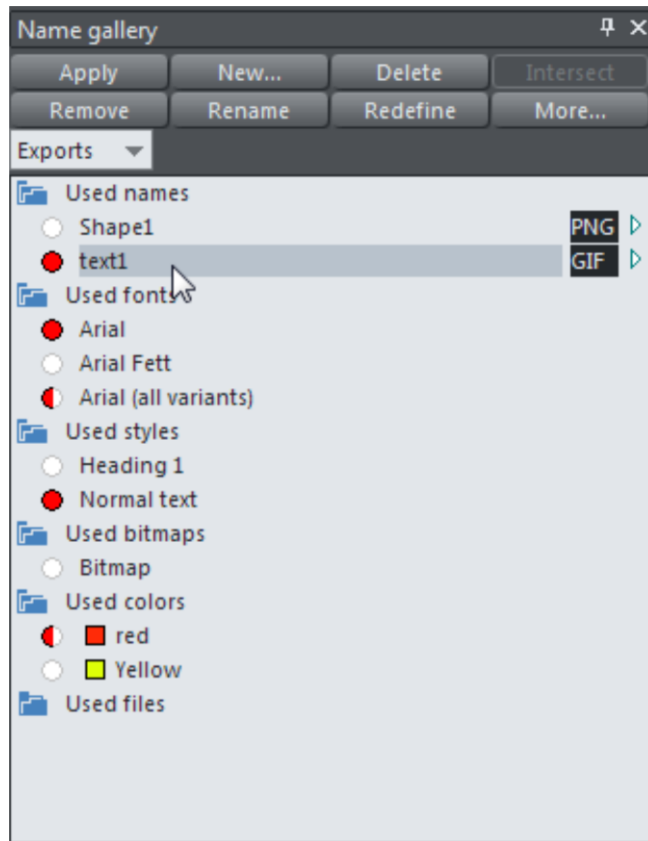 Name gallery
Apply New... Delete Intersect
Remove Rename Redefine More...
Exports
Used names
Shape1 PNG
text1 GIF
Used fonts
Arial
Arial Fett
Arial (all variants)
Used styles
Heading 1
Normal text
Used bitmaps
Bitmap
Used colors
red
Yellow
Used files